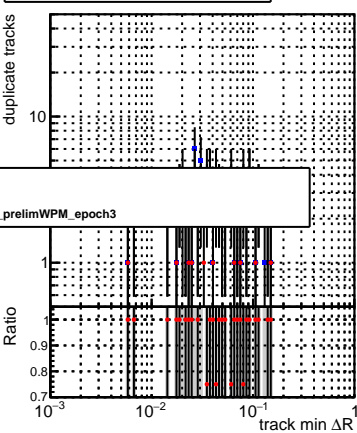 duplicate tracks
10
_prelimWPM_epoch3
1
Ratio
1
0.9
0.8
0.7
10−3
10−2
10−1
1
track min ΔR